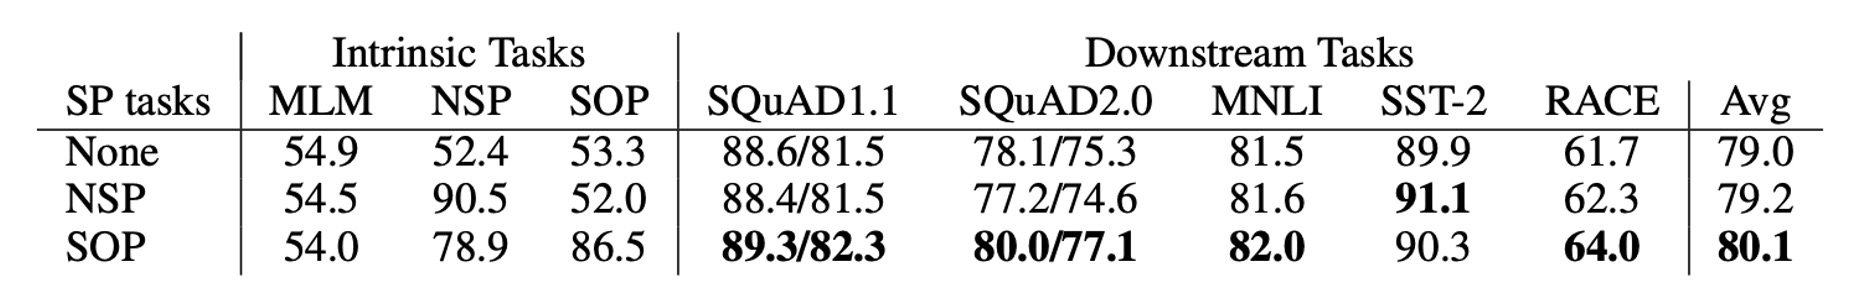 Intrinsic Tasks Downstream Tasks
SP tasks MLM NSP SOP SQuAD1.1 SQuAD2.0 MNLI SST-2 RACE Avg
None 54.9 52.4 53.3 88.6/81.5 78.1/75.3 81.5 89.9 61.7 79.0
NSP 54.5 90.5 52.0 88.4/81.5 77.2/74.6 81.6 91.1 62.3 79.2
SOP 54.0 78.9 86.5 89.3/82.3 80.0/77.1 82.0 90.3 64.0 80.1